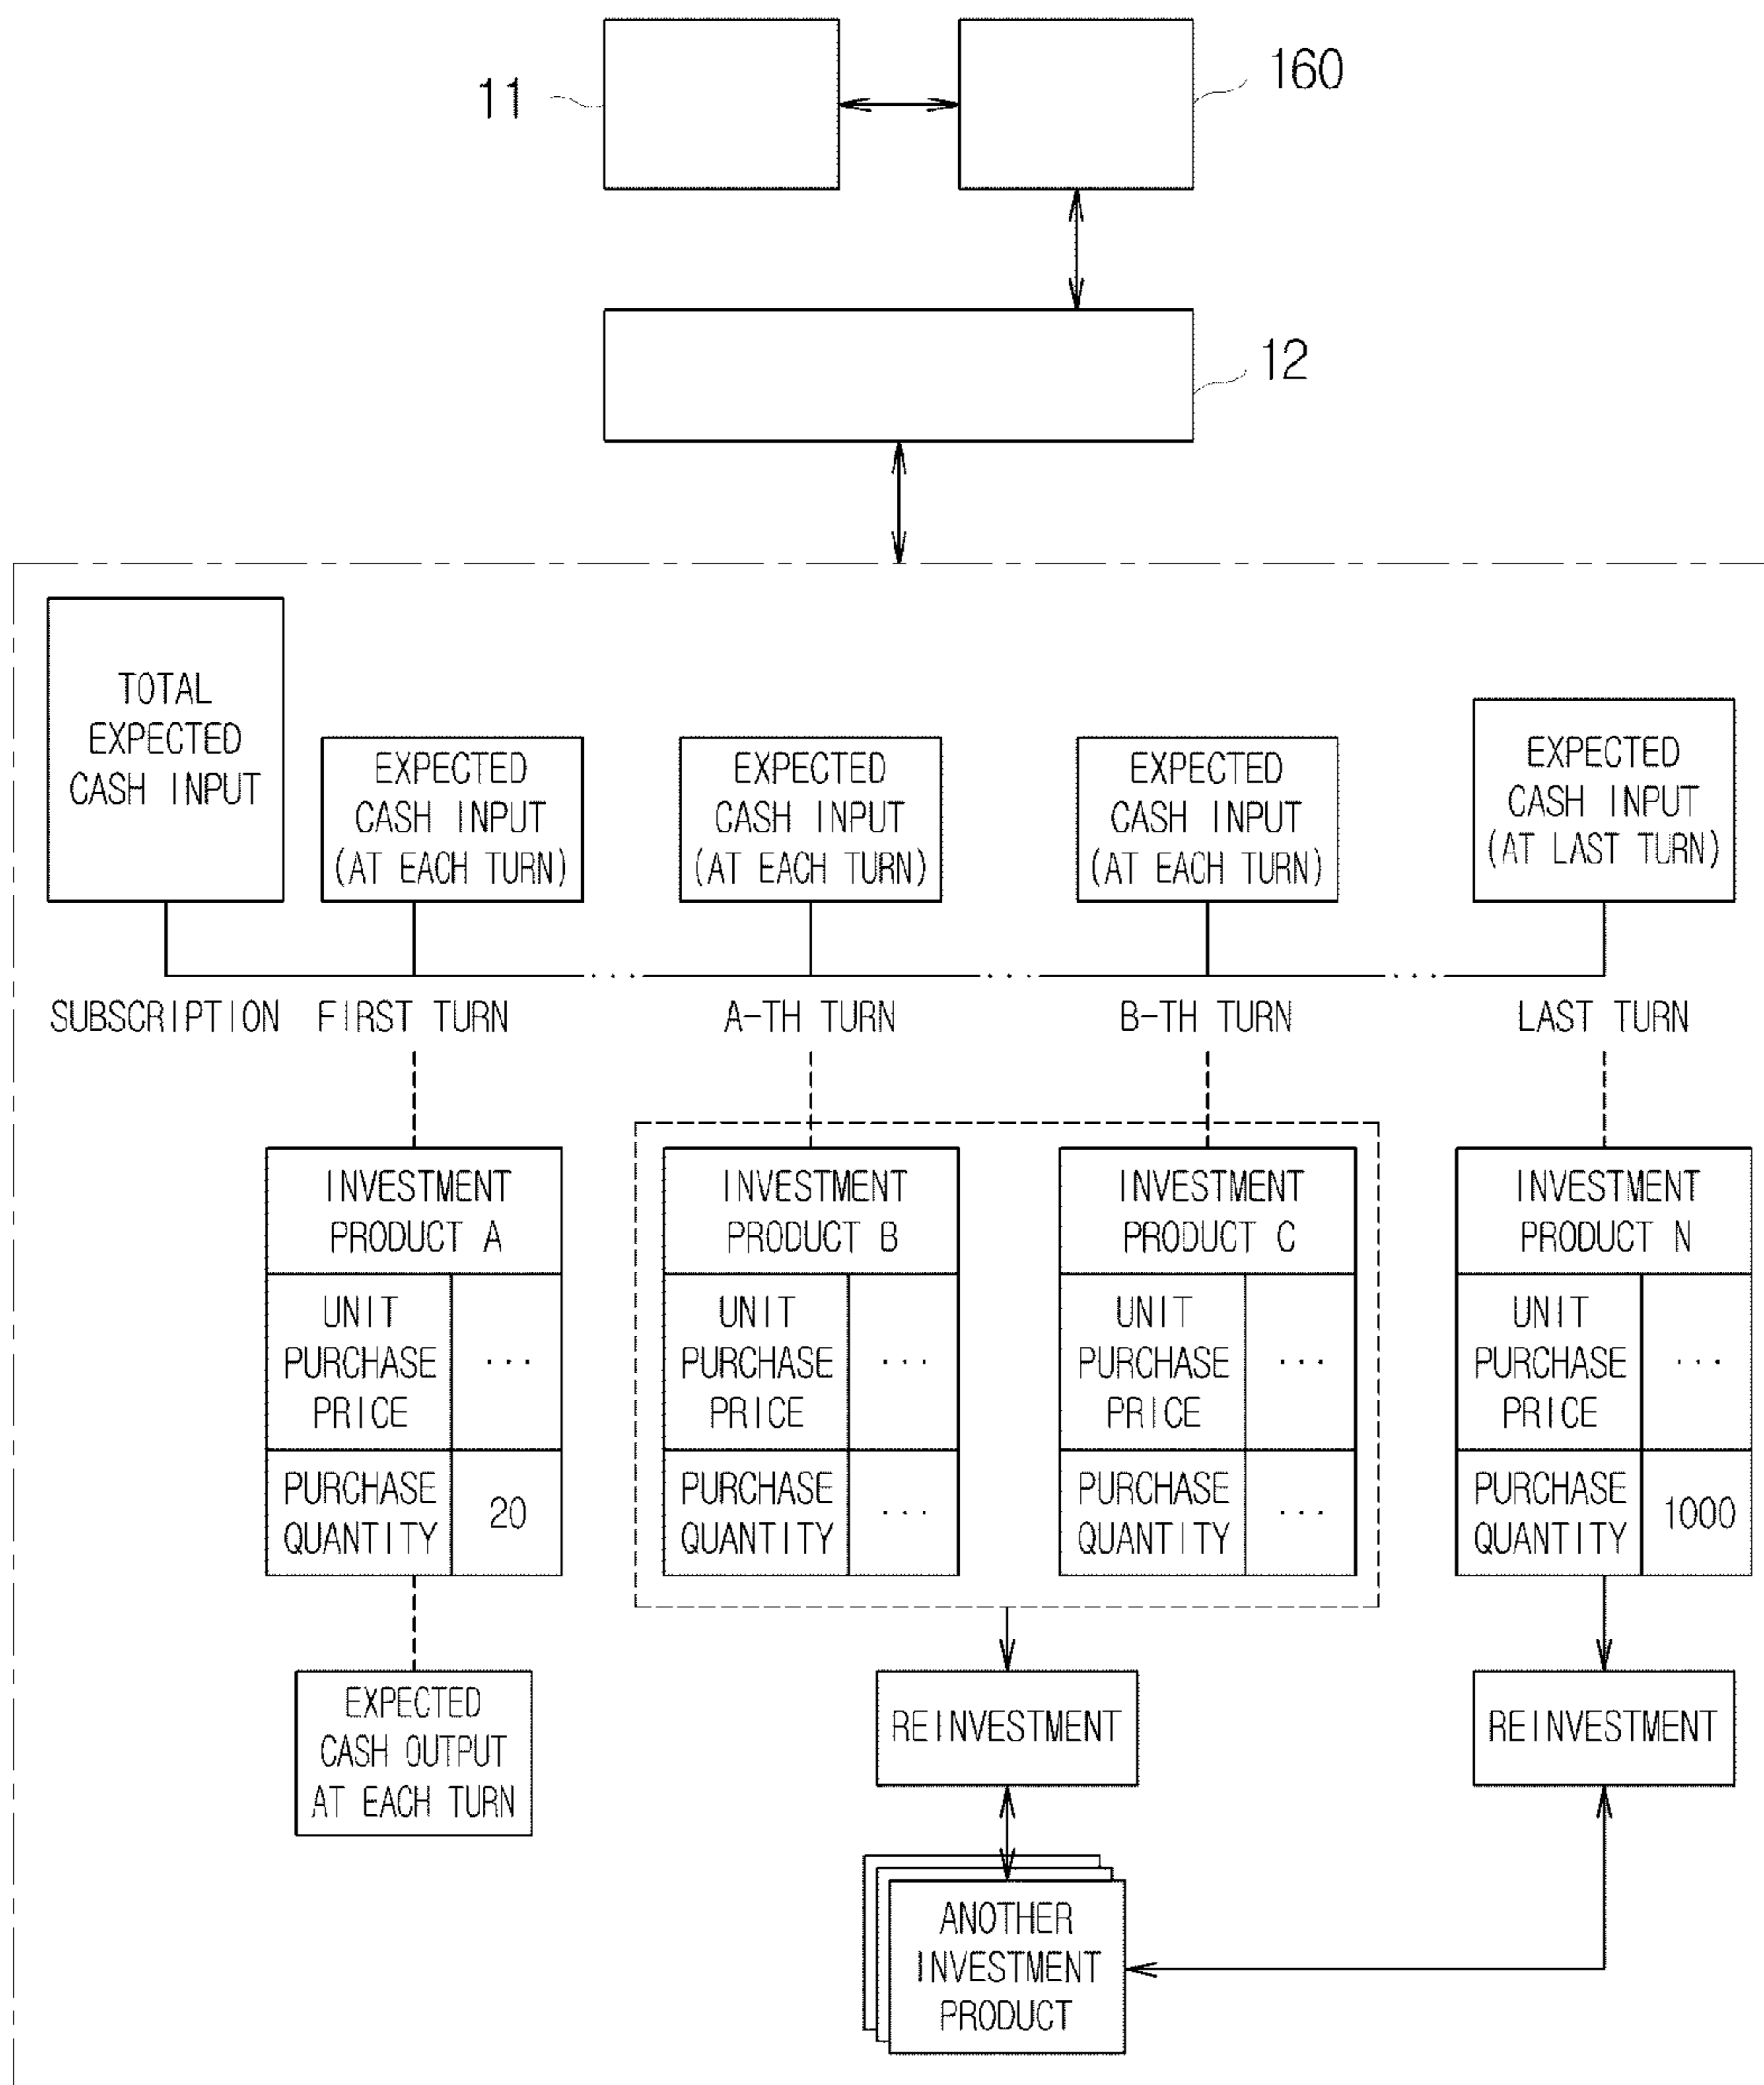 11
160
12
TOTAL
EXPECTED
CASH INPUT
EXPECTED
CASH INPUT
(AT EACH TURN)
EXPECTED
CASH INPUT
(AT EACH TURN)
EXPECTED
CASH INPUT
(AT EACH TURN)
EXPECTED
CASH INPUT
(AT LAST TURN)
...
...
...
SUBSCRIPTION
FIRST TURN
A-TH TURN
B-TH TURN
LAST TURN
INVESTMENT
PRODUCT A
UNIT
PURCHASE
PRICE
...
PURCHASE
QUANTITY
20
INVESTMENT
PRODUCT B
UNIT
PURCHASE
PRICE
...
PURCHASE
QUANTITY
...
INVESTMENT
PRODUCT C
UNIT
PURCHASE
PRICE
...
PURCHASE
QUANTITY
...
INVESTMENT
PRODUCT N
UNIT
PURCHASE
PRICE
...
PURCHASE
QUANTITY
1000
EXPECTED
CASH OUTPUT
AT EACH TURN
REINVESTMENT
REINVESTMENT
ANOTHER
INVESTMENT
PRODUCT